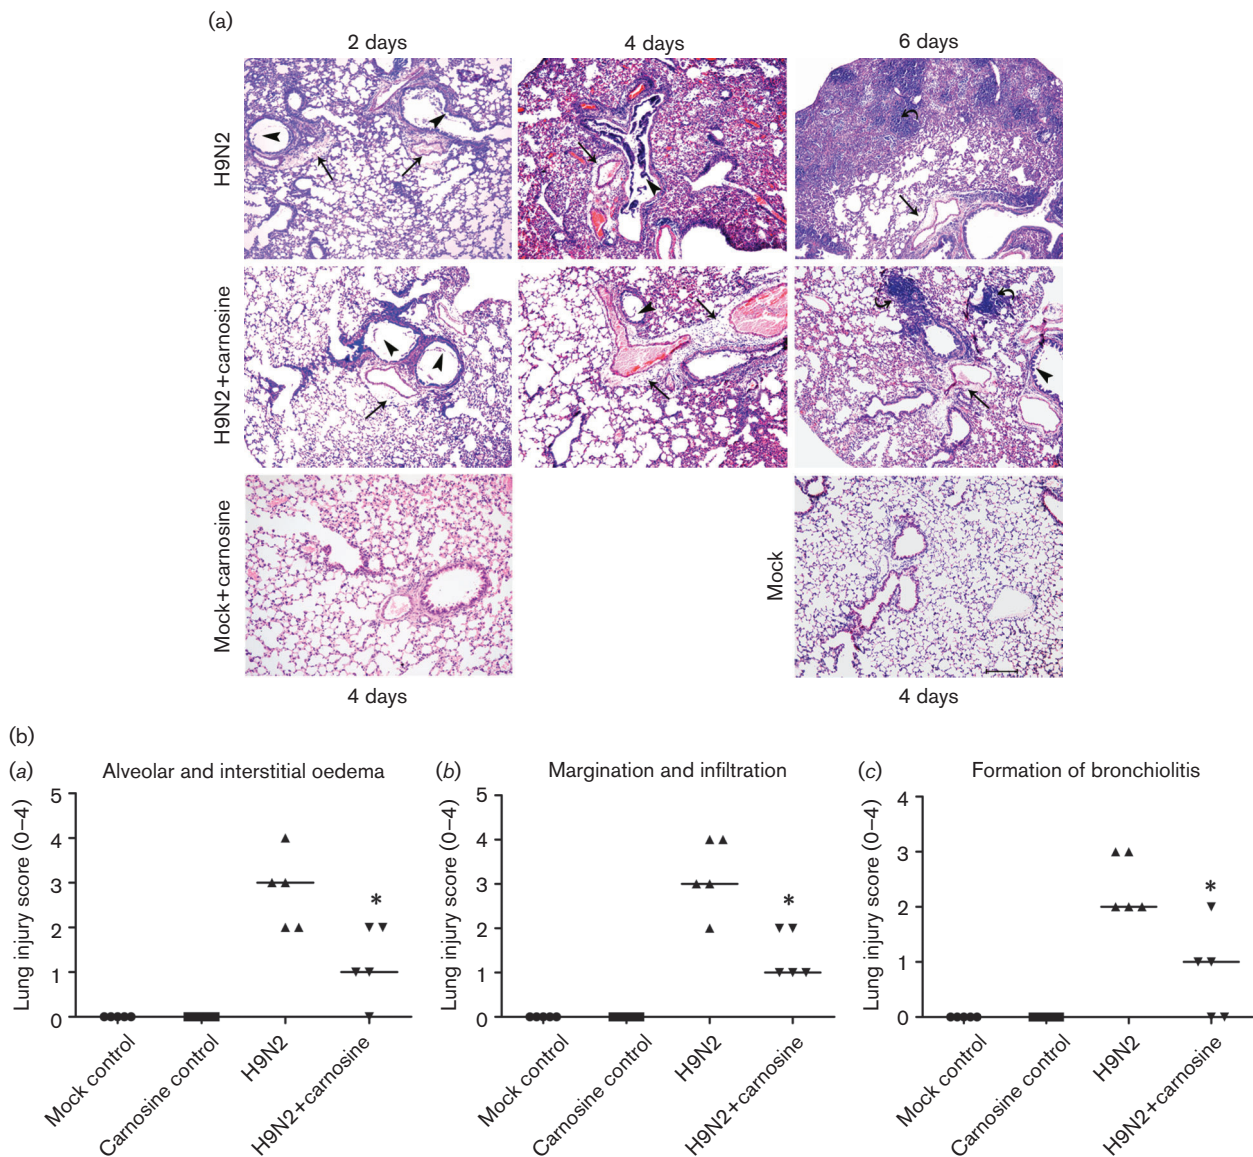 (a)
2 days
4 days
6 days
H9N2
H9N2+carnosine
Mock+carnosine
Mock
4 days
4 days
(b)
(a) Alveolar and interstitial oedema
Lung injury score (0–4)
5
4
3
2
1
0
*
Mock control
Carnosine control
H9N2
H9N2+carnosine
(b) Margination and infiltration
Lung injury score (0–4)
5
4
3
2
1
0
*
Mock control
Carnosine control
H9N2
H9N2+carnosine
(c) Formation of bronchiolitis
Lung injury score (0–4)
4
3
2
1
0
*
Mock control
Carnosine control
H9N2
H9N2+carnosine